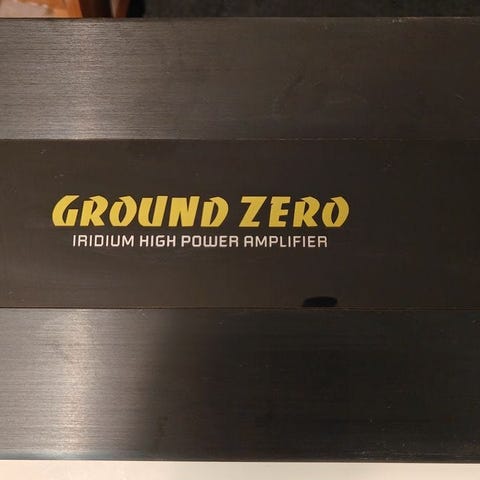 GROUND ZERO
IRIDIUM HIGH POWER AMPLIFIER